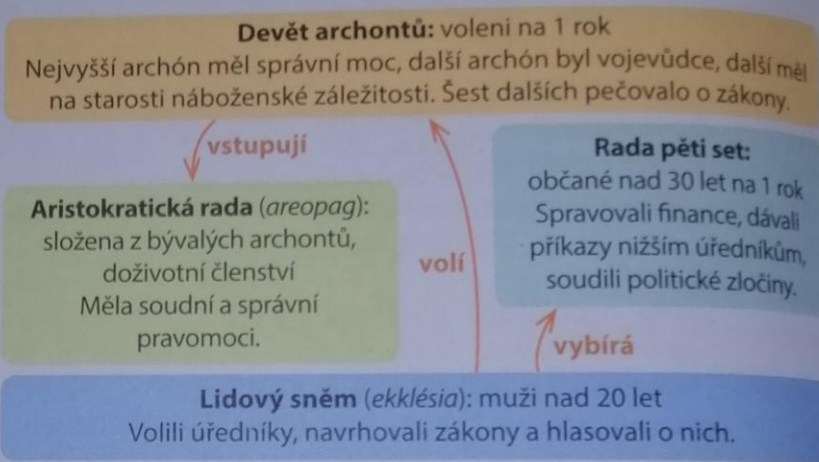 Devět archontů: voleni na 1 rok
Nejvyšší archón měl správní moc, další archón byl vojevůdce, další měl
na starosti náboženské záležitosti. Šest dalších pečovalo o zákony.
vstupují
Aristokratická rada (areopag):
složena z bývalých archontů,
doživotní členství
Měla soudní a správní
pravomoci.
volí
Rada pěti set:
občané nad 30 let na 1 rok
Spravovali finance, dávali
příkazy nižším úředníkům,
soudili politické zločiny.
vybírá
Lidový sněm (ekklésia): muži nad 20 let
Volili úředníky, navrhovali zákony a hlasovali o nich.